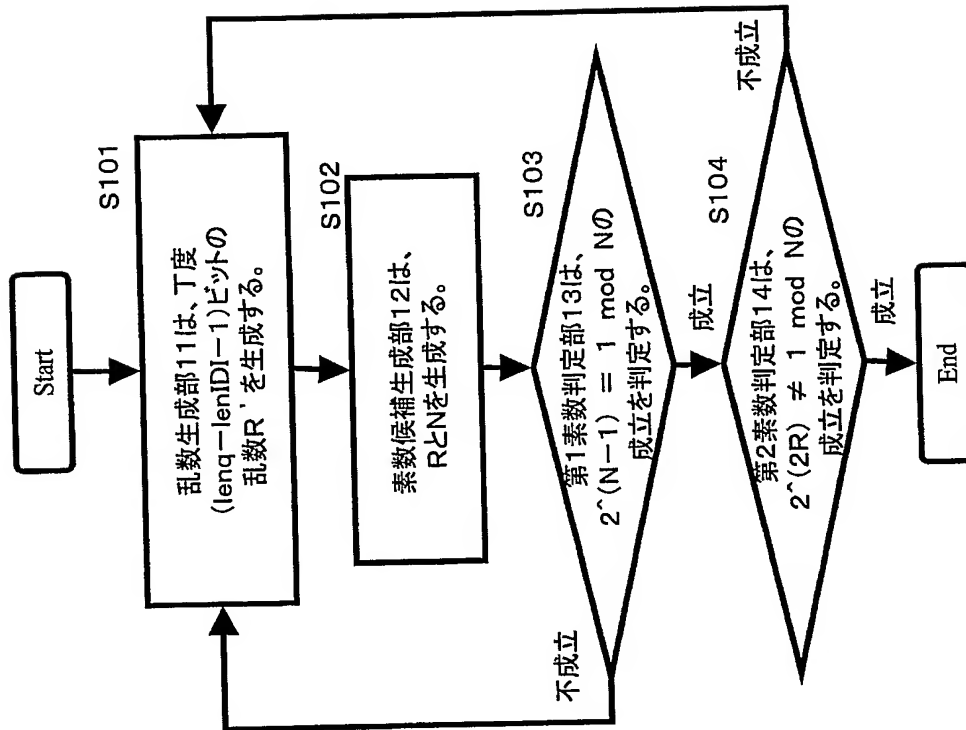 Start
S101
乱数生成部11は、丁度
(lenq－lenIDI－1)ビットの
乱数R'を生成する。
S102
素数候補生成部12は、
RとNを生成する。
S103
第1素数判定部13は、
2^(N－1) = 1 mod Nの
成立を判定する。
不成立
成立
S104
第2素数判定部14は、
2^(2R) ≠ 1 mod Nの
成立を判定する。
不成立
成立
End